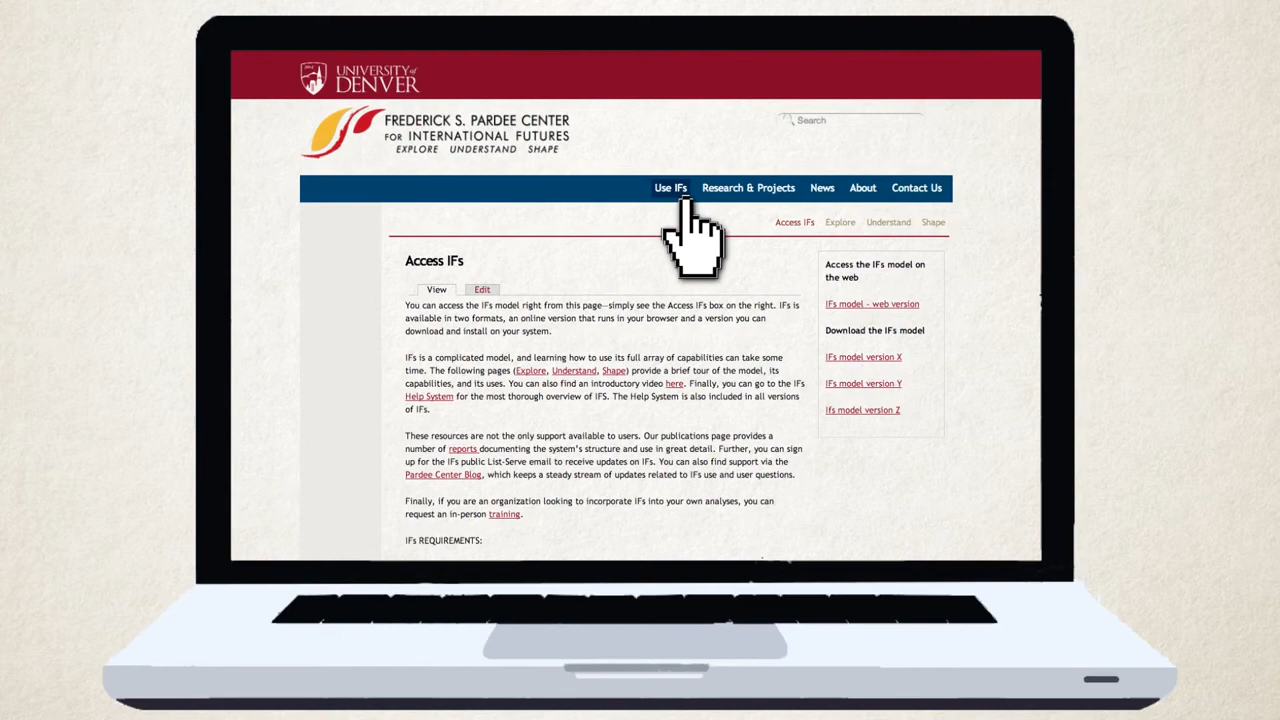 UNIVERSITY of
DENVER
FREDERICK S. PARDEE CENTER
FOR INTERNATIONAL FUTURES
EXPLORE UNDERSTAND SHAPE
Search
Use IFs Research & Projects News About Contact Us
Access IFs Explore Understand Shape
Access IFs
View Edit
You can access the IFs model right from this page—simply see the Access IFs box on the right. IFs is
available in two formats, an online version that runs in your browser and a version you can
download and install on your system.
IFs is a complicated model, and learning how to use its full array of capabilities can take some
time. The following pages (Explore, Understand, Shape) provide a brief tour of the model, its
capabilities, and its uses. You can also find an introductory video here. Finally, you can go to the IFs
Help System for the most thorough overview of IFS. The Help System is also included in all versions
of IFs.
These resources are not the only support available to users. Our publications page provides a
number of reports documenting the system's structure and use in great detail. Further, you can sign
up for the IFs public List-Serve email to receive updates on IFs. You can also find support via the
Pardee Center Blog, which keeps a steady stream of updates related to IFs use and user questions.
Finally, if you are an organization looking to incorporate IFs into your own analyses, you can
request an in-person training.
IFs REQUIREMENTS:
Access the IFs model on
the web
IFs model - web version
Download the IFs model
IFs model version X
IFs model version Y
Ifs model version Z